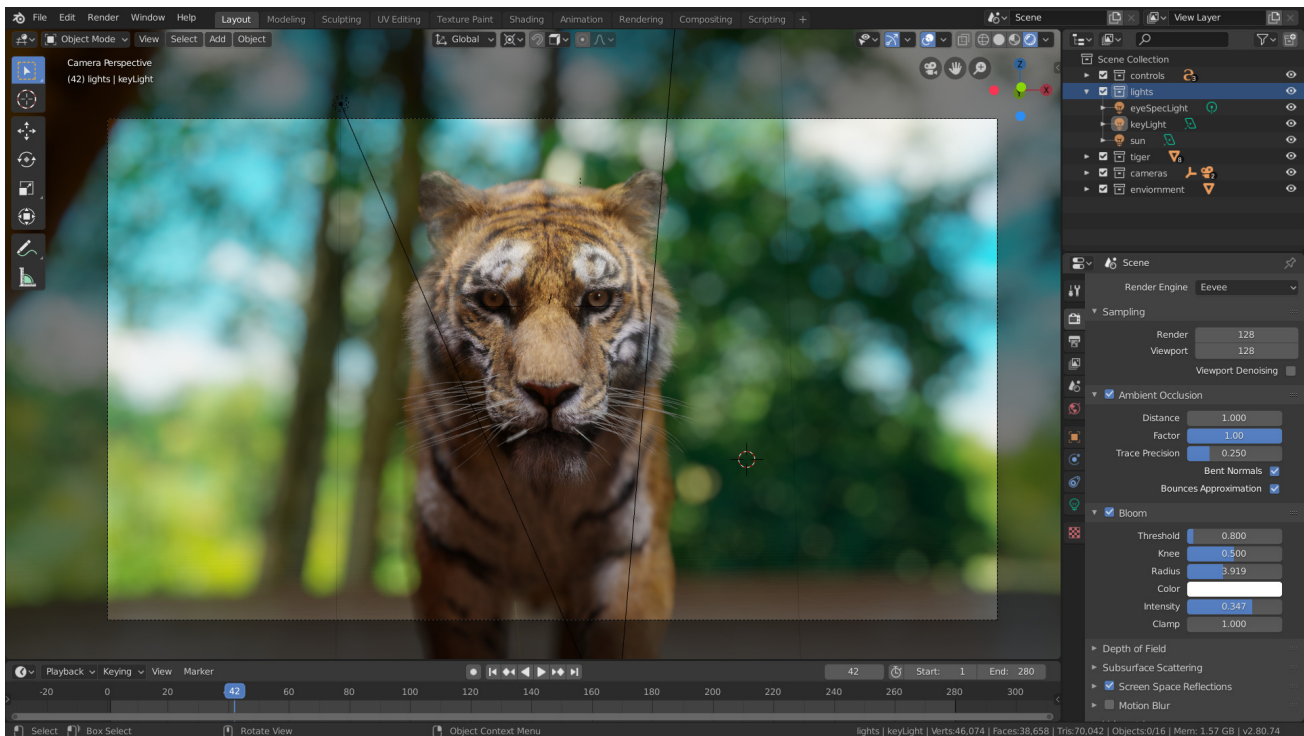 File Edit Render Window Help Layout Modeling Sculpting UV Editing Texture Paint Shading Animation Rendering Compositing Scripting + Scene View Layer
Object Mode View Select Add Object Global
Camera Perspective
(42) lights | keyLight
Z
Y
X
Scene Collection
controls 3
lights
eyeSpecLight
keyLight
sun
tiger 8
cameras 2
enviornment
Scene
Render Engine Eevee
Sampling
Render 128
Viewport 128
Viewport Denoising
Ambient Occlusion
Distance 1.000
Factor 1.00
Trace Precision 0.250
Bent Normals
Bounces Approximation
Bloom
Threshold 0.800
Knee 0.500
Radius 3.919
Color
Intensity 0.347
Clamp 1.000
Depth of Field
Subsurface Scattering
Screen Space Reflections
Motion Blur
Playback Keying View Marker 42 Start: 1 End: 280
-20 0 20 42 60 80 100 120 140 160 180 200 220 240 260 280 300
Select Box Select Rotate View Object Context Menu lights | keyLight | Verts:46,074 | Faces:38,658 | Tris:70,042 | Objects:0/16 | Mem: 1.57 GB | v2.80.74